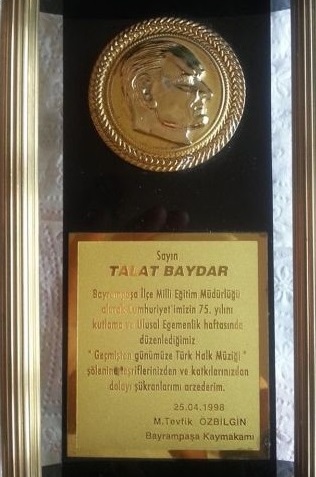 Sayın
TALAT BAYDAR
Bayrampaşa İlçe Milli Eğitim Müdürlüğü
olarak Cumhuriyet'imizin 75. yılını
kutlama ve Ulusal Egemenlik haftasında
düzenlediğimiz
" Geçmişten günümüze Türk Halk Müziği "
şölenine teşriflerinizden ve katkılarınızdan
dolayı şükranlarımı arzederim.
25.04.1998
M.Tevfik ÖZBİLGİN
Bayrampaşa Kaymakamı